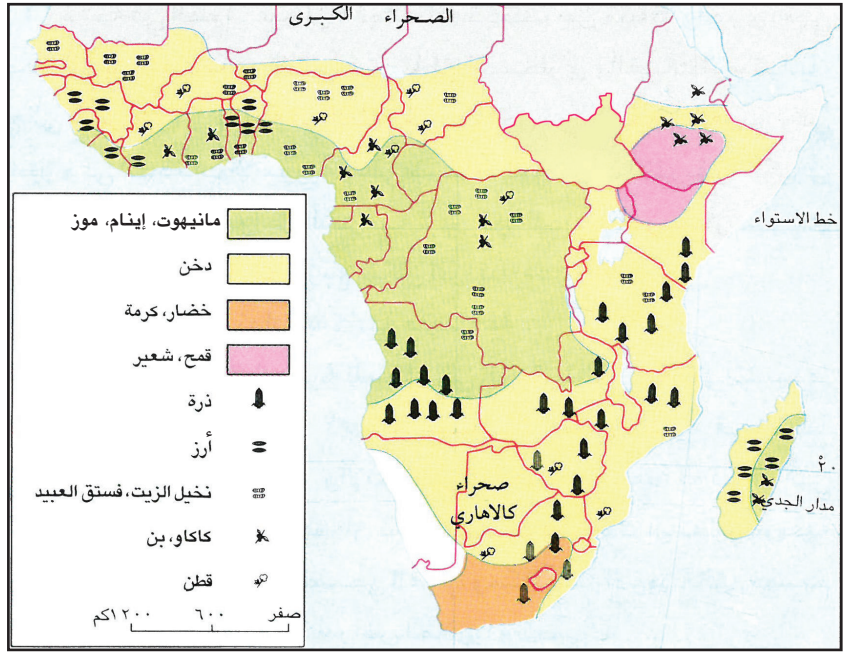 الصحراء الكبرى
خط الاستواء
٢٠°
مدار الجدي
صحراء
كالاهاري
مانيهوت، إينام، موز
دخن
خضار، كرمة
قمح، شعير
ذرة
أرز
نخيل الزيت، فستق العبيد
كاكاو، بن
قطن
صفر ٦٠٠ ١٢٠٠كم